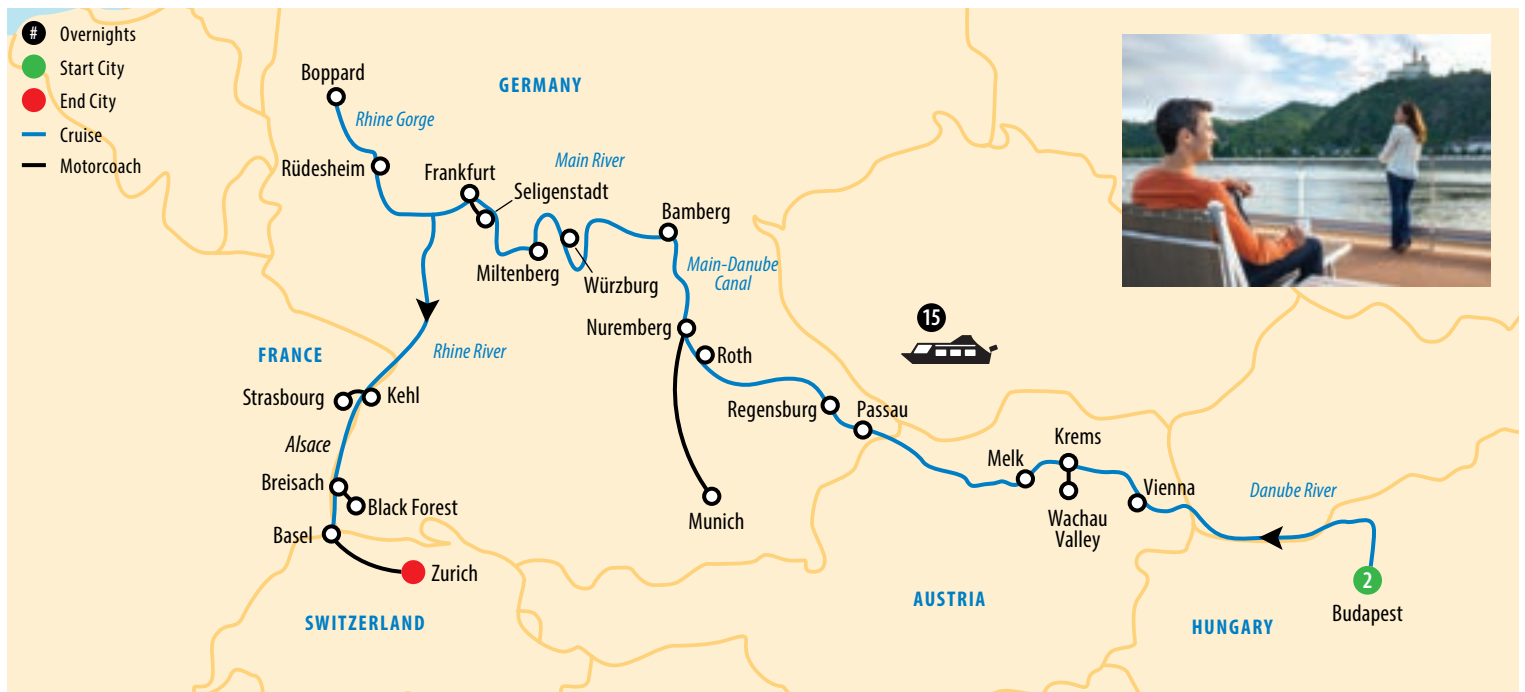 # Overnights
Start City
End City
Cruise
Motorcoach
Boppard
GERMANY
Rhine Gorge
Rüdesheim
Frankfurt
Main River
Seligenstadt
Miltenberg
Würzburg
Bamberg
Main-Danube
Canal
Nuremberg
Roth
15
FRANCE
Rhine River
Strasbourg
Kehl
Regensburg
Passau
Alsace
Breisach
Black Forest
Basel
Zurich
Munich
Melk
Krems
Wachau
Valley
Vienna
Danube River
2
Budapest
SWITZERLAND
AUSTRIA
HUNGARY